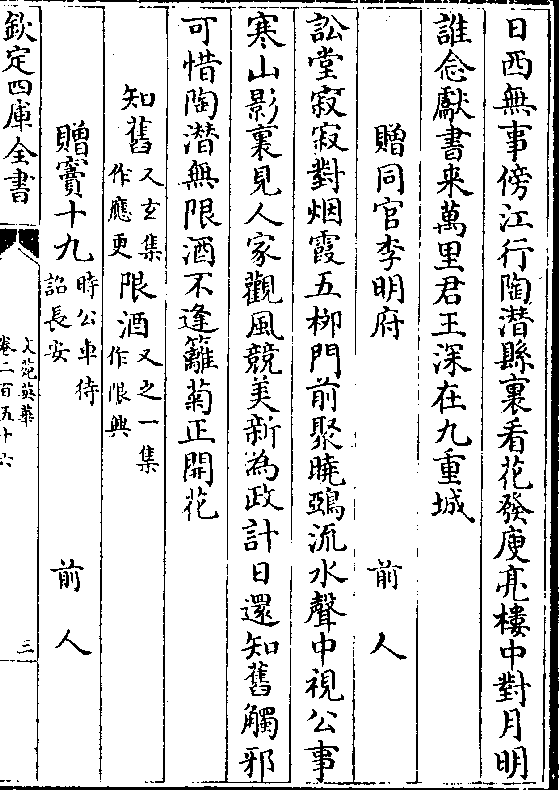 日西無事傍江行陶潜縣裏看花發庾亮樓中對月明
誰念獻書来萬里君王深在九重城
贈同官李明府 前人
訟堂寂寂對烟霞五栁門前聚曉鵶流水聲中視公事
寒山影裏見人家觀風競美新為政計日還知舊觸邪
可惜陶潜無限酒不逢籬菊正開花
知舊又玄集作應更限酒又之一集作限興
贈竇十九時公車待詔長安 前人
欽定四庫全書
文苑英華
卷二百五十六
三